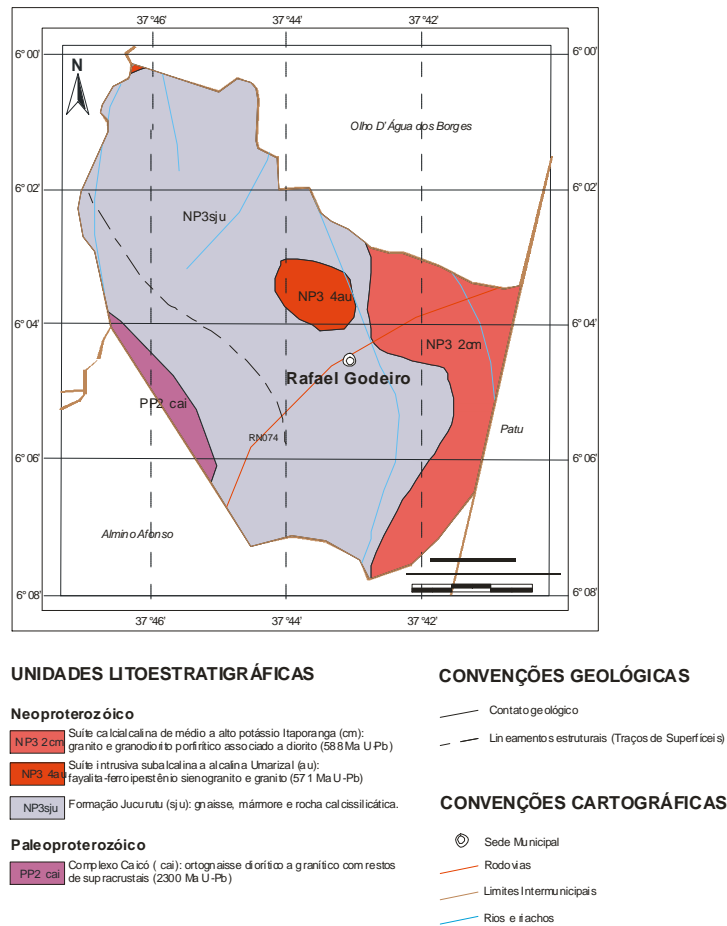 37 °46' 37 °44' 37 °42'
6° 00' 6° 00'
N
Olho D'Água dos Borges
6° 02' 6° 02'
NP3sju
NP3 4au
6° 04' 6° 04'
NP3 2cm
Rafael Godeiro
PP2 cai
Patu
RN074
6° 06' 6° 06'
Almino Afonso
6° 08' 6° 08'
37 °46' 37 °44' 37 °42'
UNIDADES LITOESTRATIGRÁFICAS
Neoproterozóico
NP3 2cm Suíte calcialcalina de médio a alto potássio Itaporanga (cm):
granito e granodiorito porfirítico associado a diorito (588 Ma U-Pb)
NP3 4au Suíte intrusiva subalcalina a alcalina Umarizal (au):
fayalita-ferroiperstênio sienogranito e granito (571 Ma U-Pb)
NP3sju Formação Jucurutu (sju): gnaisse, mármore e rocha calcissilicática.
Paleoproterozóico
PP2 cai Complexo Caicó ( cai): ortognaisse diorítico a granítico com restos
de supracrustais (2300 Ma U-Pb)
CONVENÇÕES GEOLÓGICAS
Contato geológico
Lineamentos estruturais (Traços de Superfíceis)
CONVENÇÕES CARTOGRÁFICAS
Sede Municipal
Rodovias
Limites Intermunicipais
Rios e riachos